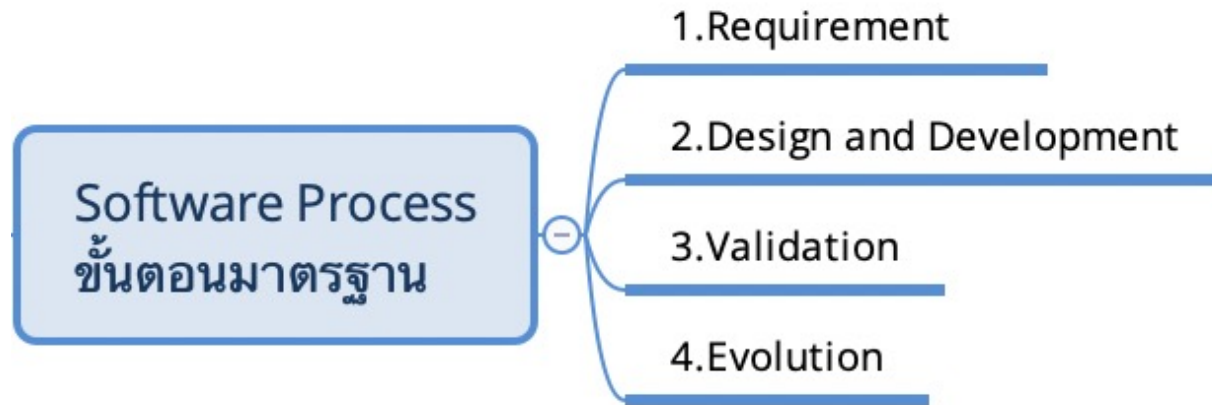 Software Process
ขั้นตอนมาตรฐาน
1.Requirement
2.Design and Development
3.Validation
4.Evolution